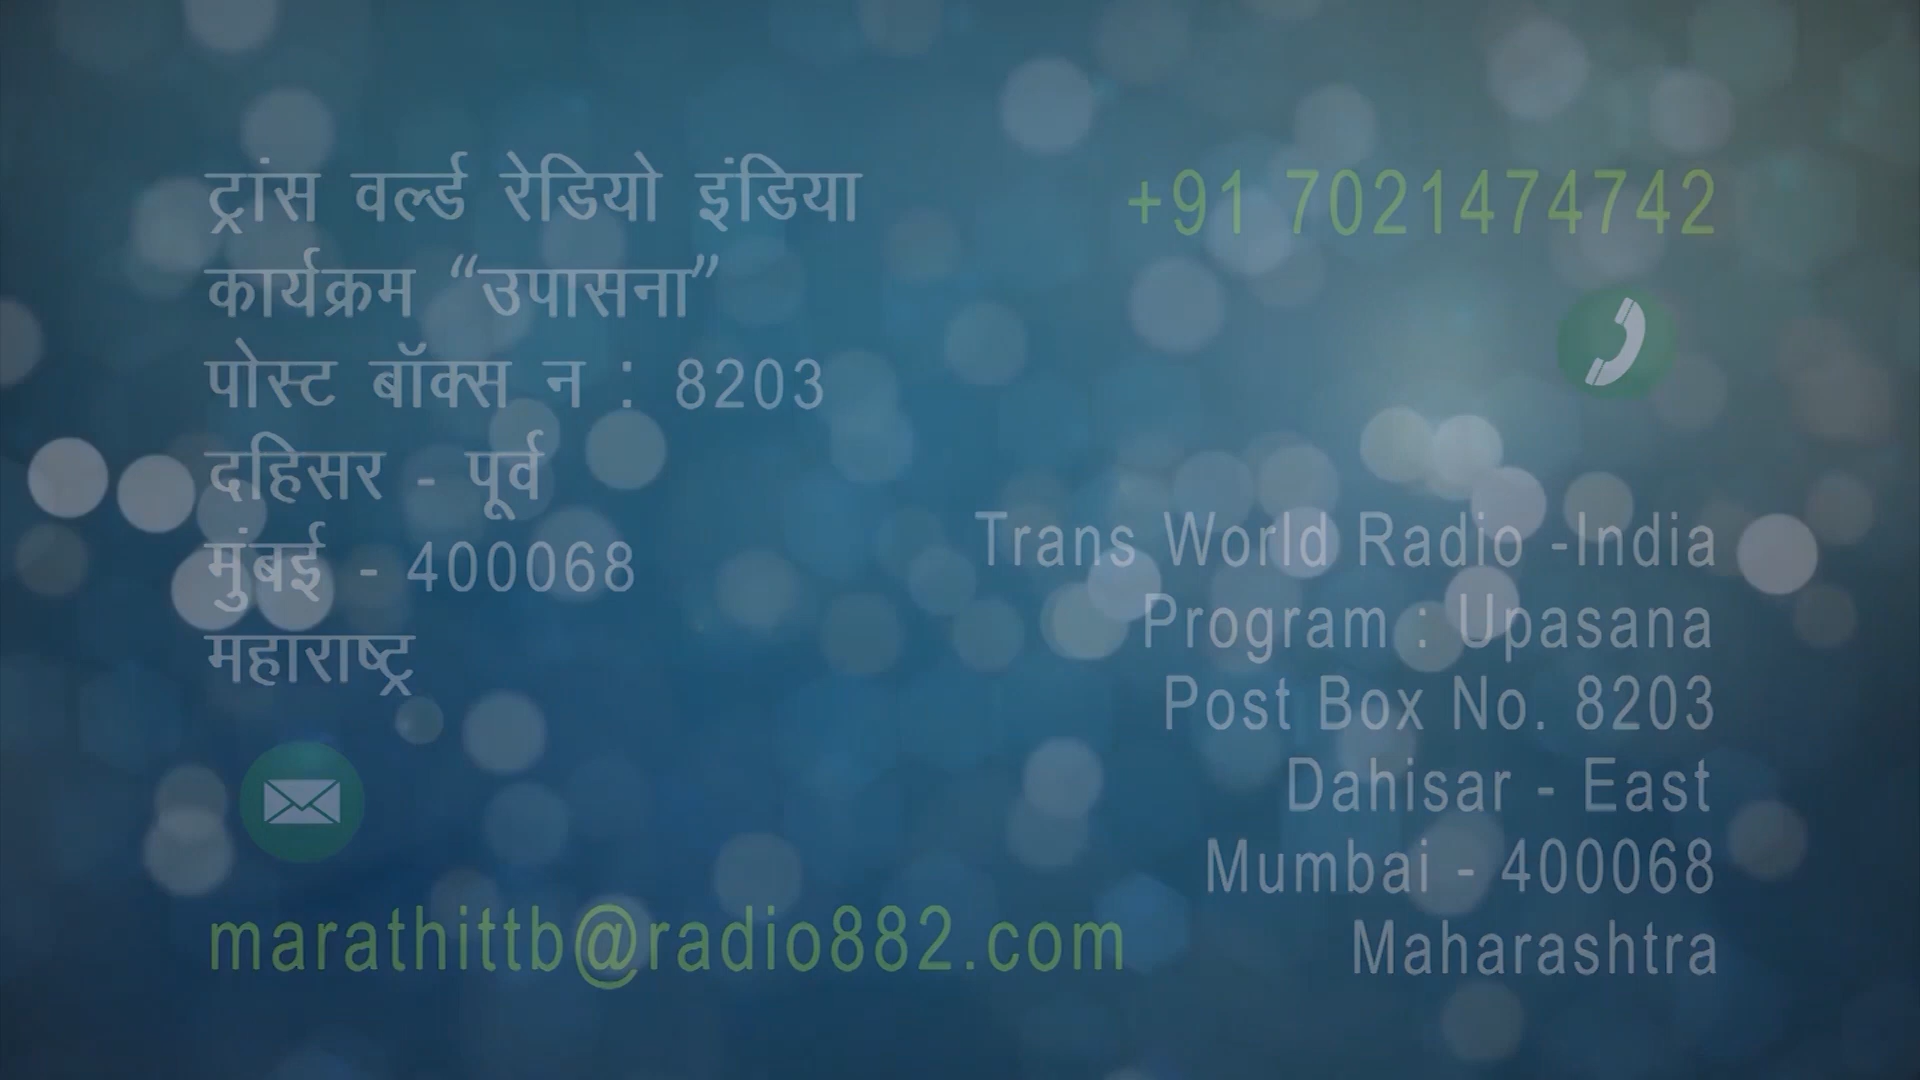 ट्रांस वर्ल्ड रेडियो इंडिया
कार्यक्रम “उपासना”
पोस्ट बॉक्स न : 8203
दहिसर - पूर्व
मुंबई - 400068
महाराष्ट्र
marathittb@radio882.com
+91 7021474742
Trans World Radio -India
Program : Upasana
Post Box No. 8203
Dahisar - East
Mumbai - 400068
Maharashtra